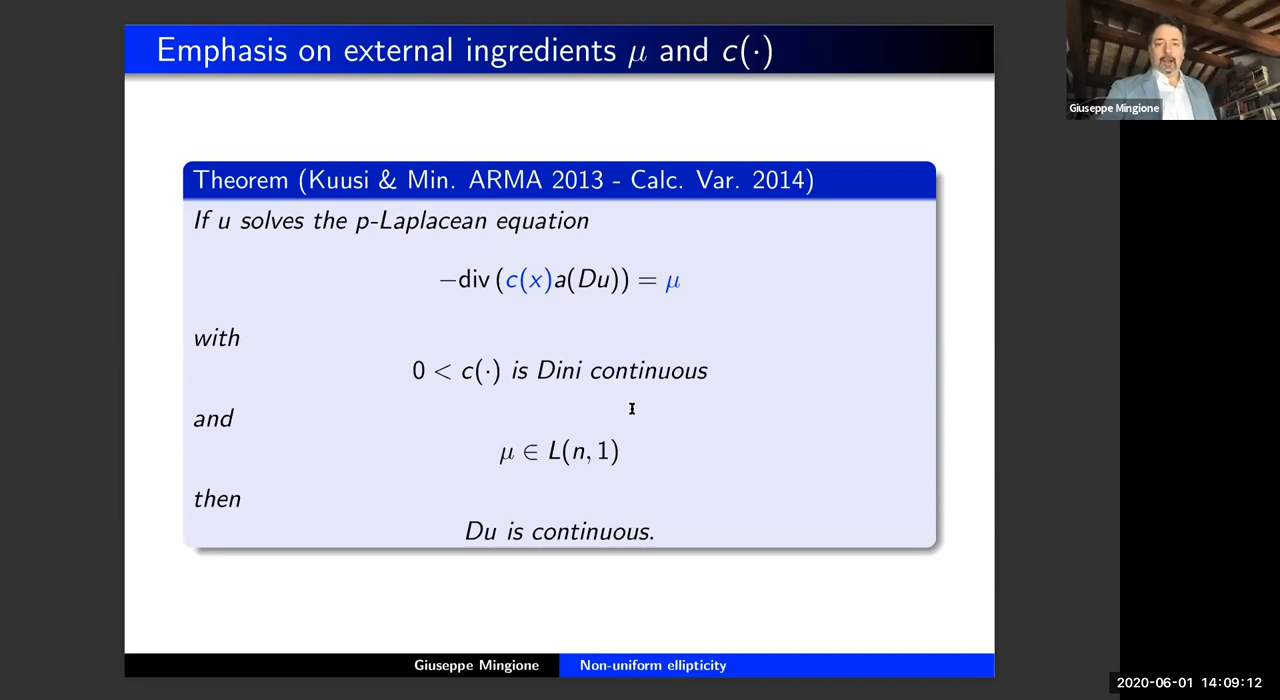 Emphasis on external ingredients μ and c(·)
Giuseppe Mingione
Theorem (Kuusi & Min. ARMA 2013 - Calc. Var. 2014)
If u solves the p-Laplacean equation
−div (c(x)a(Du)) = μ
with
0 < c(·) is Dini continuous
and
μ ∈ L(n, 1)
then
Du is continuous.
Giuseppe Mingione Non-uniform ellipticity
2020-06-01 14:09:12